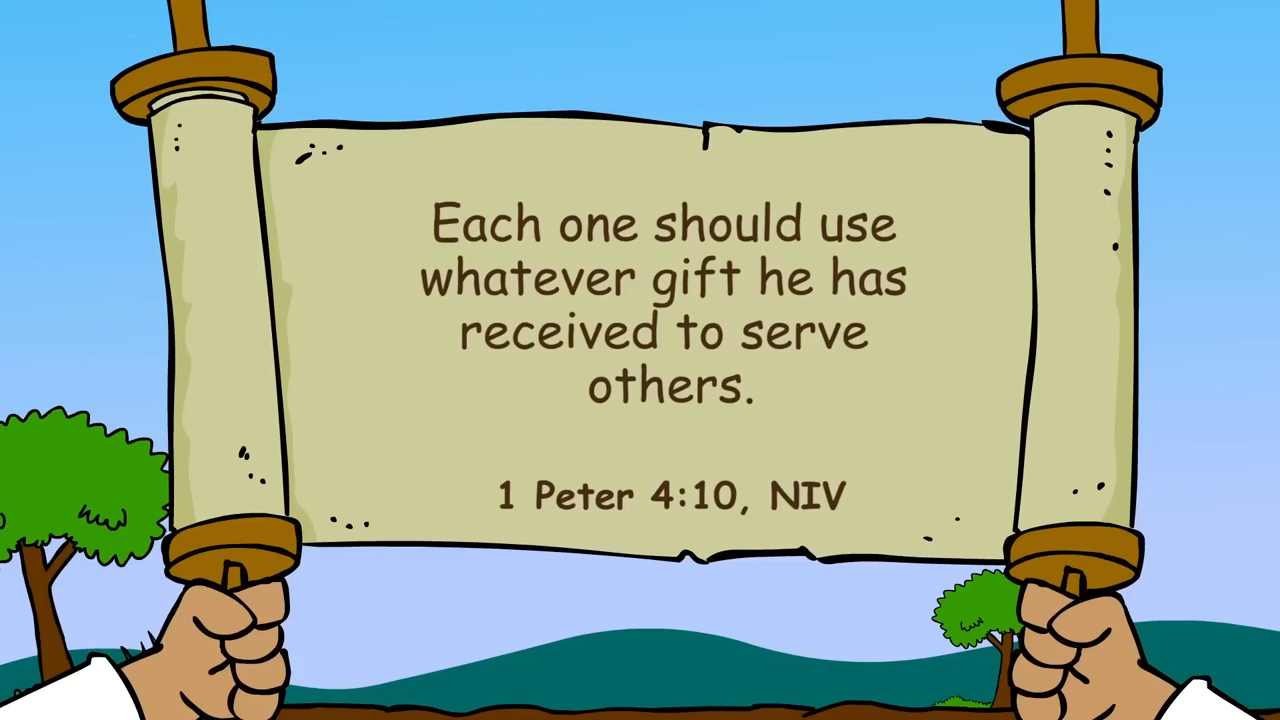 Each one should use
whatever gift he has
received to serve
others.
1 Peter 4:10, NIV